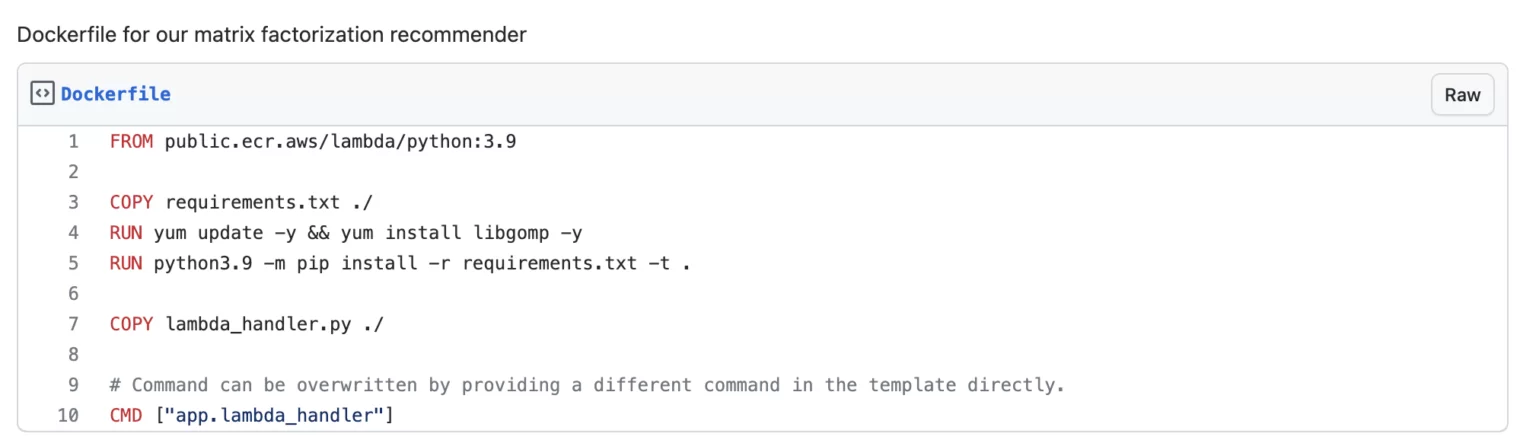 Dockerfile for our matrix factorization recommender
Dockerfile
Raw
1 FROM public.ecr.aws/lambda/python:3.9
2
3 COPY requirements.txt ./
4 RUN yum update -y && yum install libgomp -y
5 RUN python3.9 -m pip install -r requirements.txt -t .
6
7 COPY lambda_handler.py ./
8
9 # Command can be overwritten by providing a different command in the template directly.
10 CMD ["app.lambda_handler"]